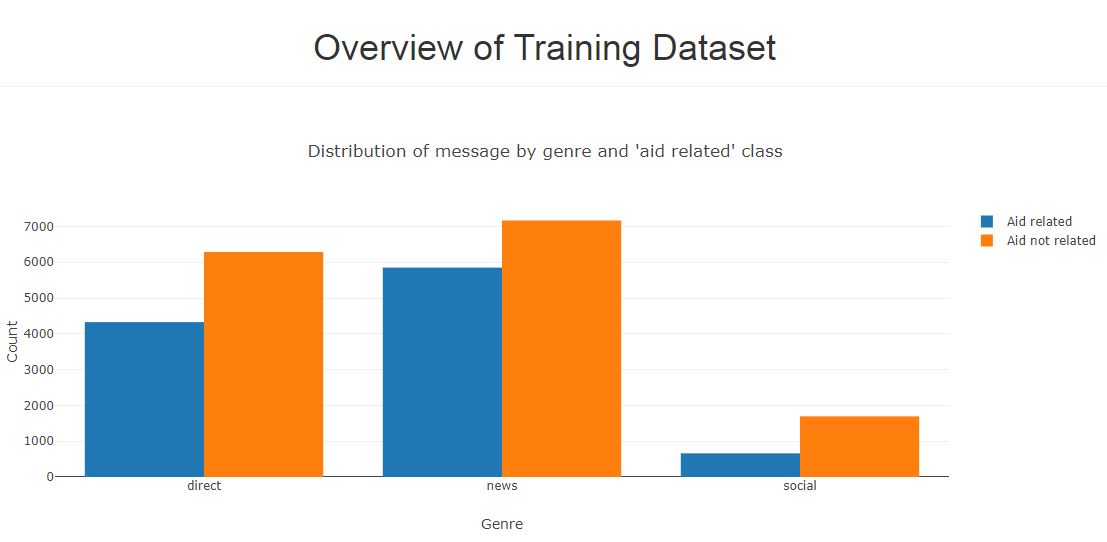 Overview of Training Dataset
Distribution of message by genre and 'aid related' class
Aid related
Aid not related
7000
6000
5000
4000
3000
2000
1000
0
Count
direct
news
social
Genre